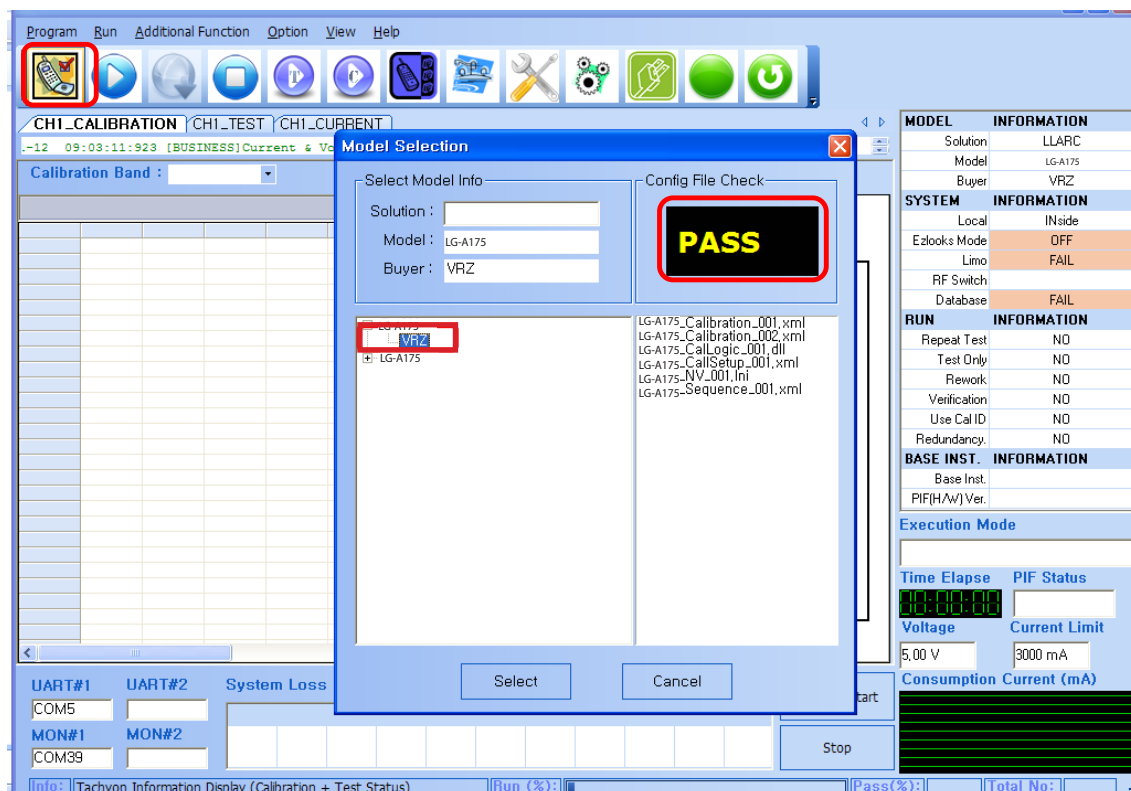 Program Run Additional Function Option View Help
CH1_CALIBRATION CH1_TEST CH1_CURRENT
.-12 09:03:11:923 [BUSINESS]Current & Vo
Calibration Band :
Model Selection
Select Model Info
Solution :
Model : LG-A175
Buyer : VRZ
Config File Check
PASS
LG-A175
VRZ
LG-A175
LG-A175_Calibration_001.xml
LG-A175_Calibration_002.xml
LG-A175_CalLogic_001.dll
LG-A175_CallSetup_001.xml
LG-A175_NV_001.Ini
LG-A175_Sequence_001.xml
Select Cancel
MODEL INFORMATION
Solution LLARC
Model LG-A175
Buyer VRZ
SYSTEM INFORMATION
Local INside
Ezlooks Mode OFF
Limo FAIL
RF Switch
Database FAIL
RUN INFORMATION
Repeat Test NO
Test Only NO
Rework NO
Verification NO
Use Cal ID NO
Redundancy. NO
BASE INST. INFORMATION
Base Inst.
PIF(H/W) Ver.
Execution Mode
Time Elapse PIF Status
00:00:00
Voltage Current Limit
5.00 V 3000 mA
Consumption Current (mA)
UART#1 UART#2 System Loss
COM5
MON#1 MON#2
COM39
tart
Stop
Info: Tachyon Information Display (Calibration + Test Status) Run (%): Pass(%): Total No: